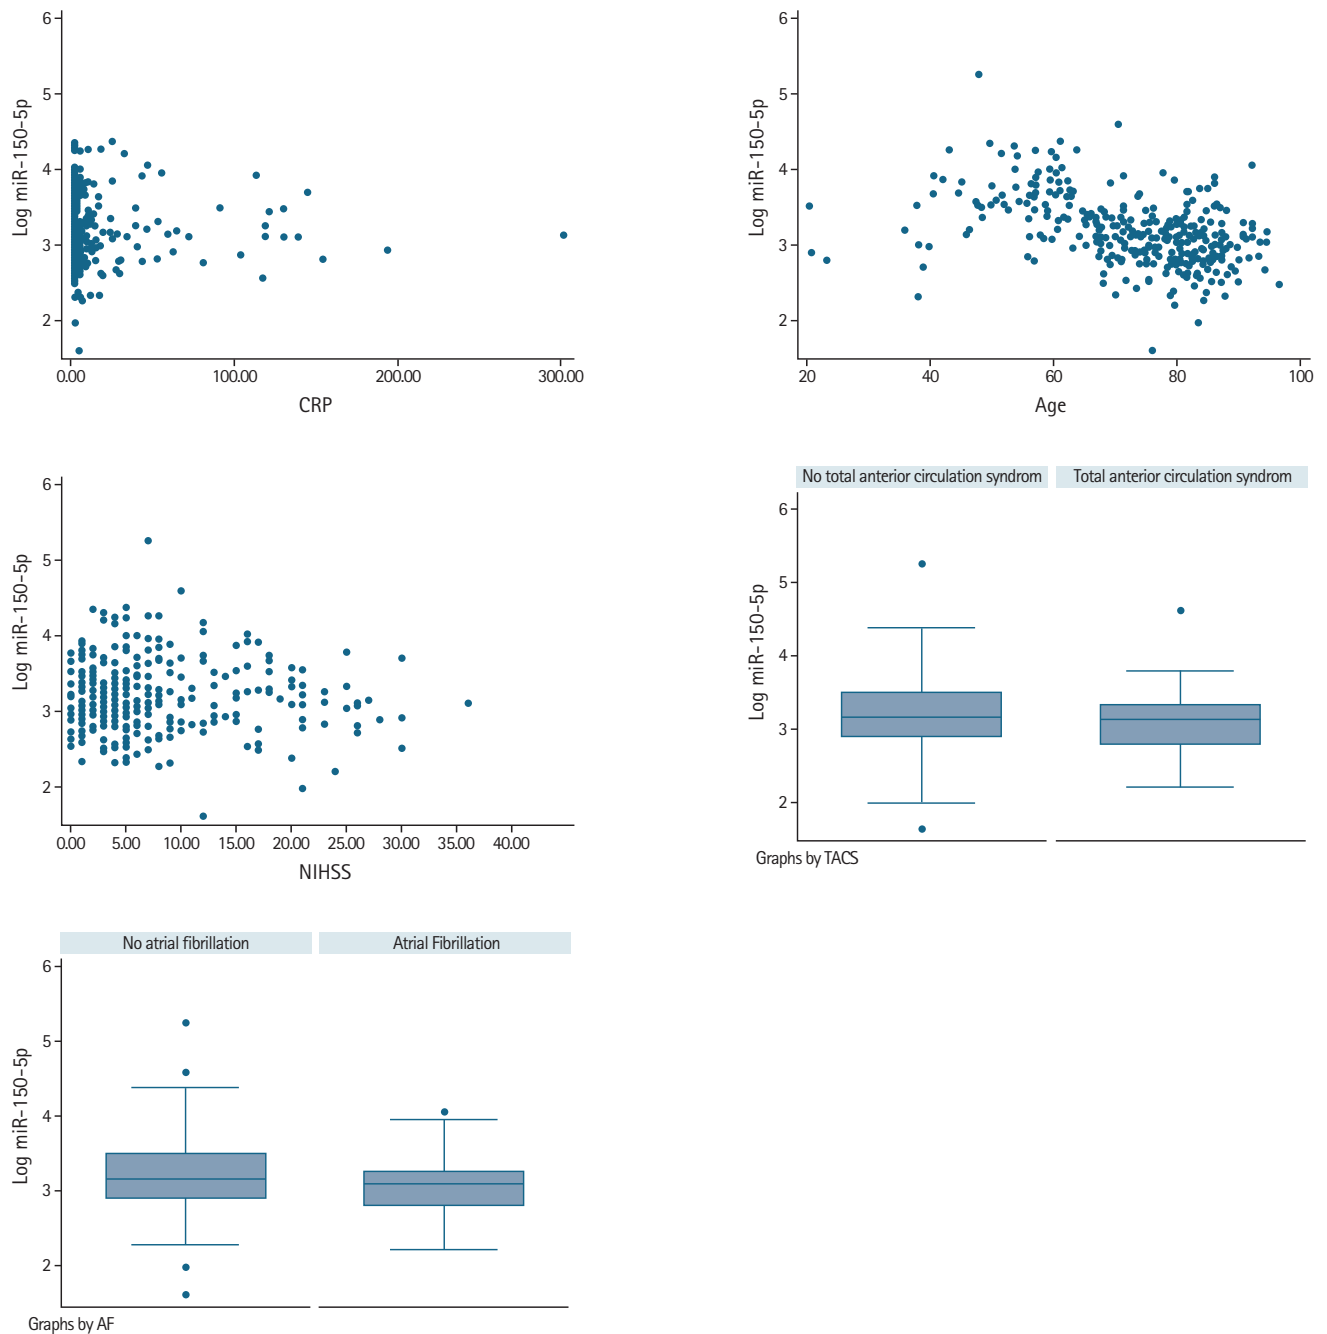 6
5
4
3
2
Log miR-150-5p
0.00 100.00 200.00 300.00
CRP
6
5
4
3
2
Log miR-150-5p
20 40 60 80 100
Age
6
5
4
3
2
Log miR-150-5p
0.00 5.00 10.00 15.00 20.00 25.00 30.00 35.00 40.00
NIHSS
No total anterior circulation syndrom Total anterior circulation syndrom
6
5
4
3
2
Log miR-150-5p
Graphs by TACS
No atrial fibrillation Atrial Fibrillation
6
5
4
3
2
Log miR-150-5p
Graphs by AF